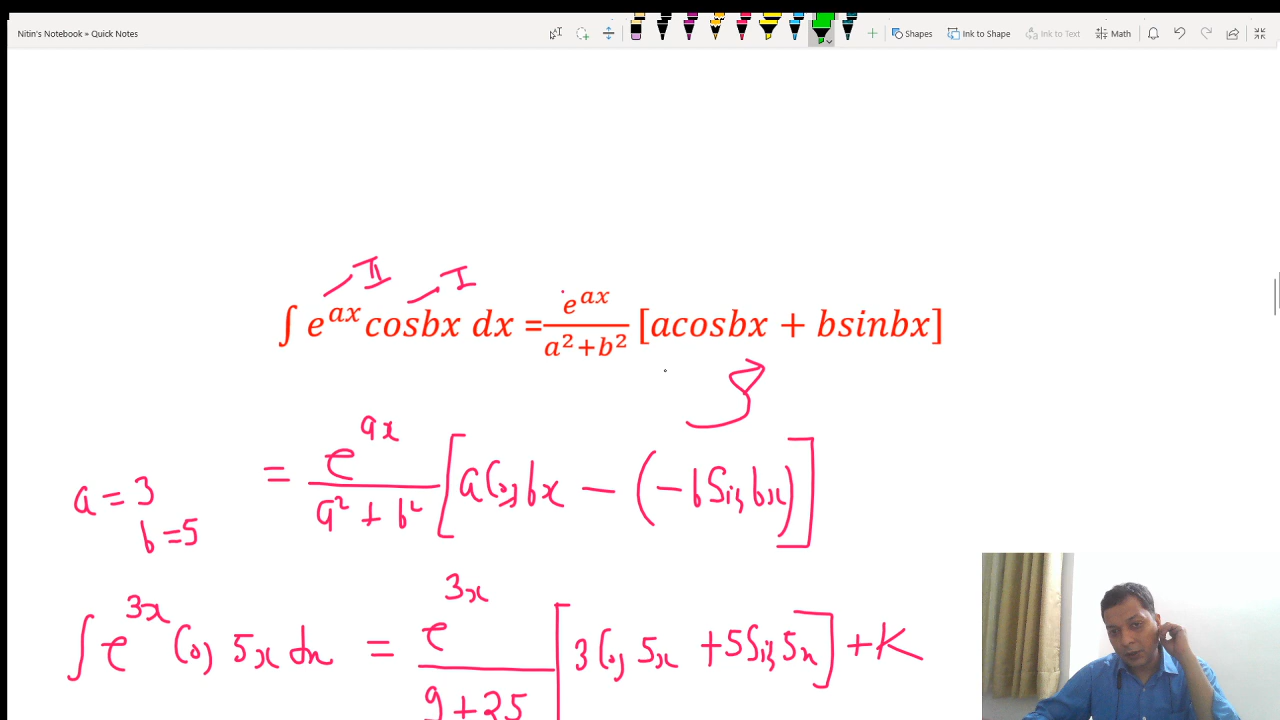 Nitin's Notebook » Quick Notes
Shapes Ink to Shape Ink to Text Math
II I
∫ e^{ax} cosbx dx = e^{ax}/(a²+b²) [acosbx + bsinbx]
= e^{ax}/(a² + b²) [a Cos bx − (−b Sin bx)]
a = 3
b = 5
∫ e^{3x} Cos 5x dx = e^{3x}/(9+25) [3 Cos 5x + 5 Sin 5x] + K